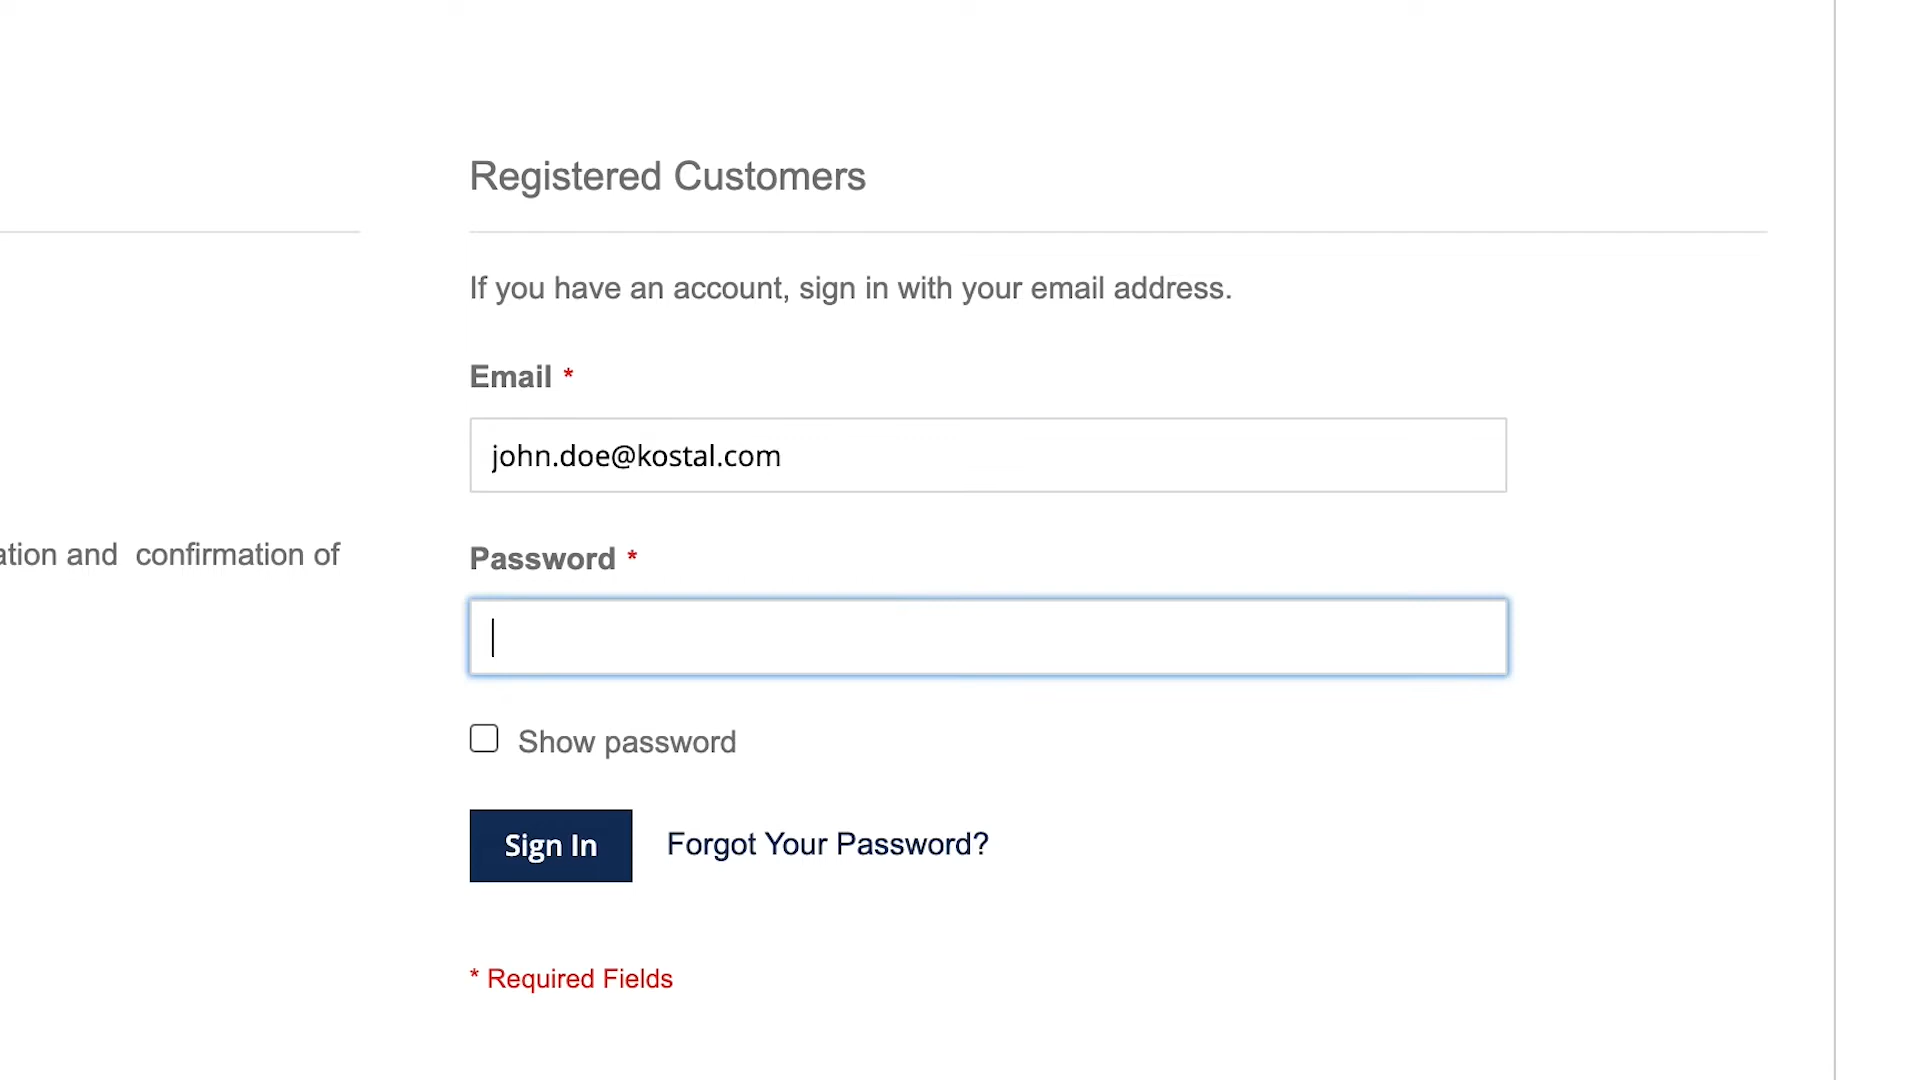 Registered Customers
If you have an account, sign in with your email address.
Email *
john.doe@kostal.com
and confirmation of
Password *
Show password
Sign In
Forgot Your Password?
* Required Fields